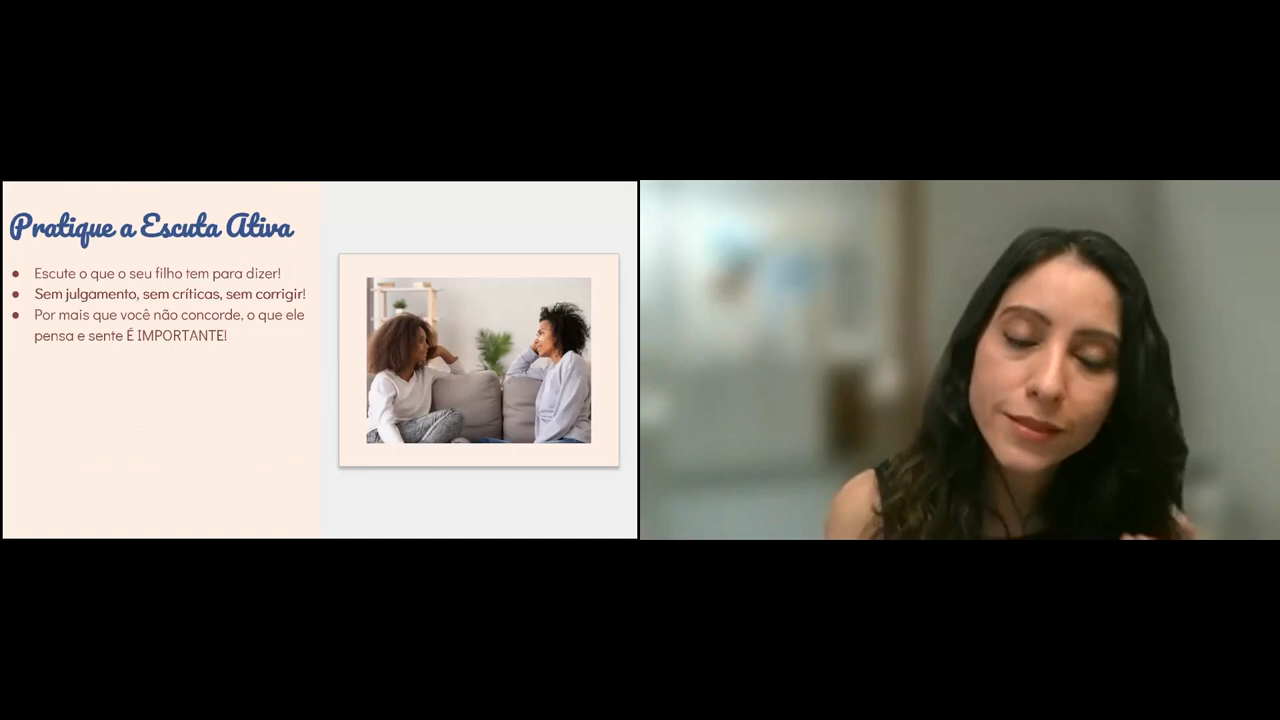 Pratique a Escuta Ativa
● Escute o que o seu filho tem para dizer!
● Sem julgamento, sem críticas, sem corrigir!
● Por mais que você não concorde, o que ele
pensa e sente É IMPORTANTE!